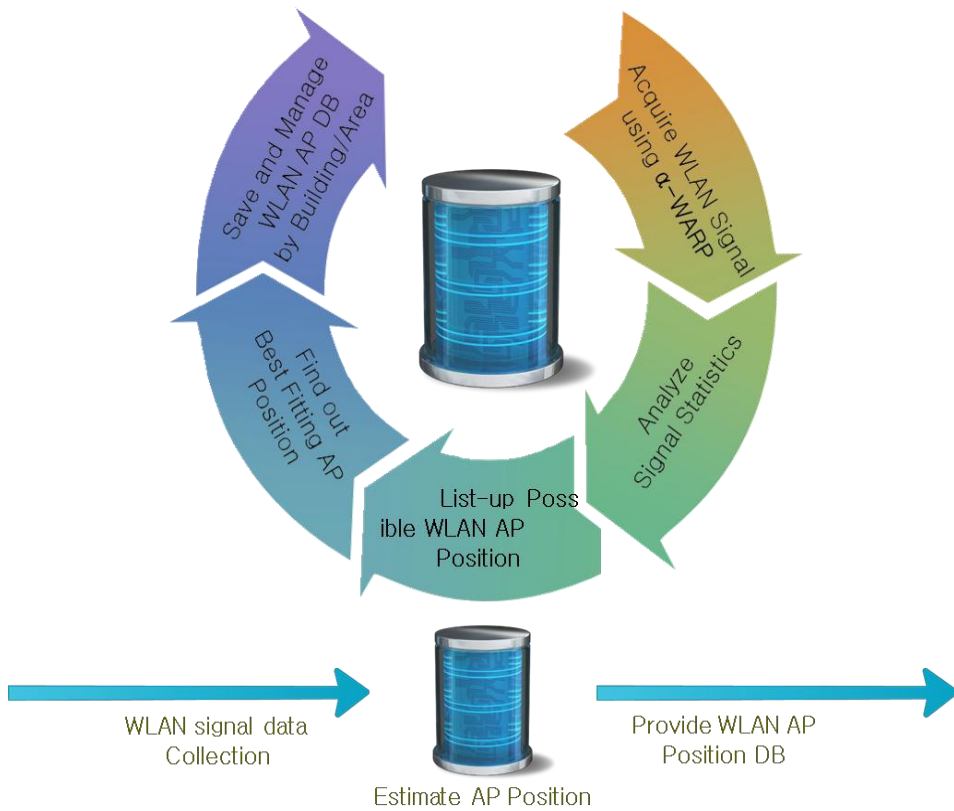 Acquire WLAN Signal
using α-WARP
Analyze
Signal Statistics
List-up Poss
ible WLAN AP
Position
Find out
Best Fitting AP
Position
Save and Manage
WLAN AP DB
by Building/Area
WLAN signal data
Collection
Estimate AP Position
Provide WLAN AP
Position DB